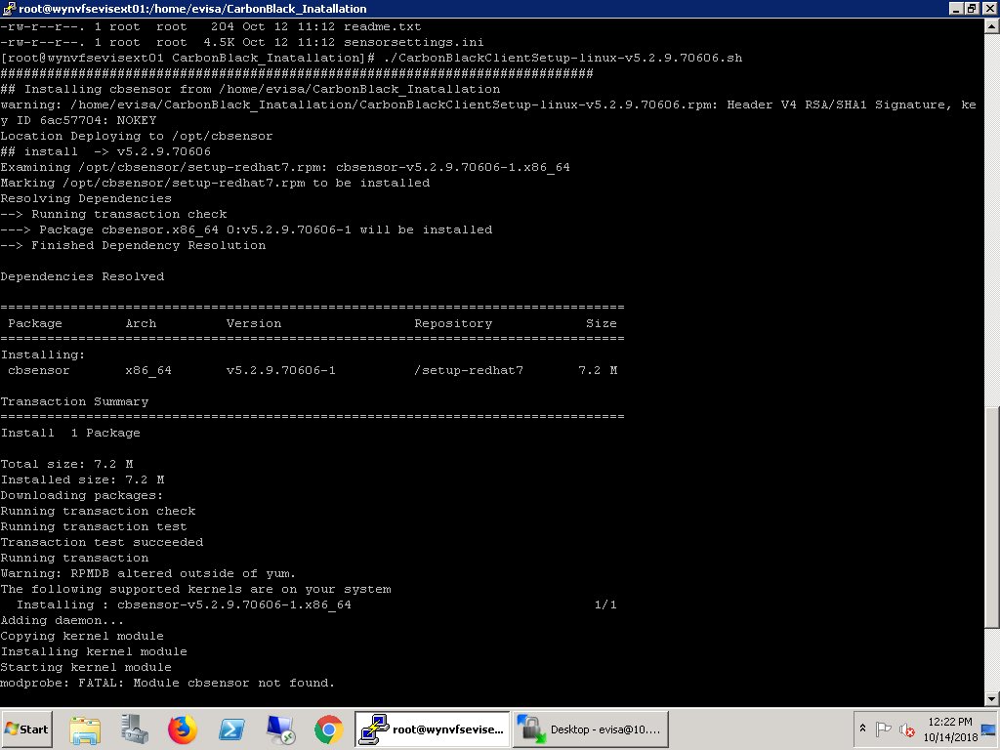 root@wynvfsevisext01:/home/evisa/CarbonBlack_Inatallation
-rw-r--r--. 1 root  root   204 Oct 12 11:12 readme.txt
-rw-r--r--. 1 root  root  4.5K Oct 12 11:12 sensorsettings.ini
[root@wynvfsevisext01 CarbonBlack_Inatallation]# ./CarbonBlackClientSetup-linux-v5.2.9.70606.sh
############################################################################
## Installing cbsensor from /home/evisa/CarbonBlack_Inatallation
warning: /home/evisa/CarbonBlack_Inatallation/CarbonBlackClientSetup-linux-v5.2.9.70606.rpm: Header V4 RSA/SHA1 Signature, ke
y ID 6ac57704: NOKEY
Location Deploying to /opt/cbsensor
## install  -> v5.2.9.70606
Examining /opt/cbsensor/setup-redhat7.rpm: cbsensor-v5.2.9.70606-1.x86_64
Marking /opt/cbsensor/setup-redhat7.rpm to be installed
Resolving Dependencies
--> Running transaction check
---> Package cbsensor.x86_64 0:v5.2.9.70606-1 will be installed
--> Finished Dependency Resolution
Dependencies Resolved
================================================================================
 Package        Arch         Version                 Repository            Size
================================================================================
Installing:
 cbsensor       x86_64       v5.2.9.70606-1          /setup-redhat7       7.2 M
Transaction Summary
================================================================================
Install  1 Package
Total size: 7.2 M
Installed size: 7.2 M
Downloading packages:
Running transaction check
Running transaction test
Transaction test succeeded
Running transaction
Warning: RPMDB altered outside of yum.
The following supported kernels are on your system
  Installing : cbsensor-v5.2.9.70606-1.x86_64                               1/1
Adding daemon...
Copying kernel module
Installing kernel module
Starting kernel module
modprobe: FATAL: Module cbsensor not found.
Start
root@wynvfsevise...
Desktop - evisa@10....
12:22 PM
10/14/2018